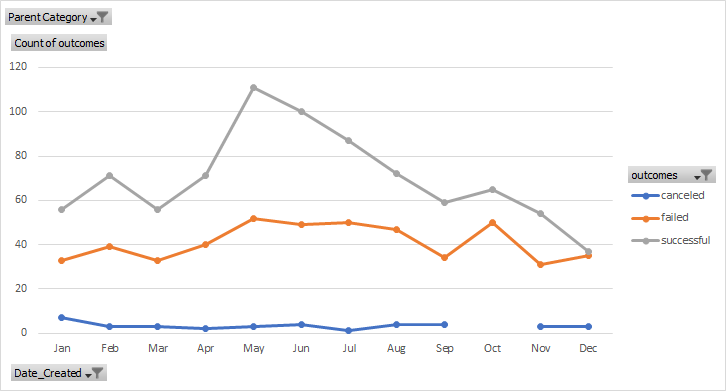 Parent Category
Count of outcomes
120
100
80
60
40
20
0
Jan Feb Mar Apr May Jun Jul Aug Sep Oct Nov Dec
outcomes
canceled
failed
successful
Date_Created